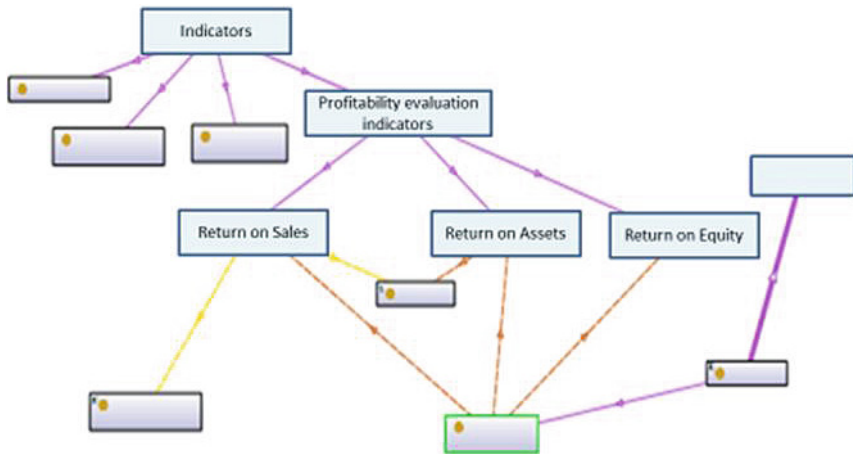 Indicators
Profitability evaluation
indicators
Return on Sales
Return on Assets
Return on Equity